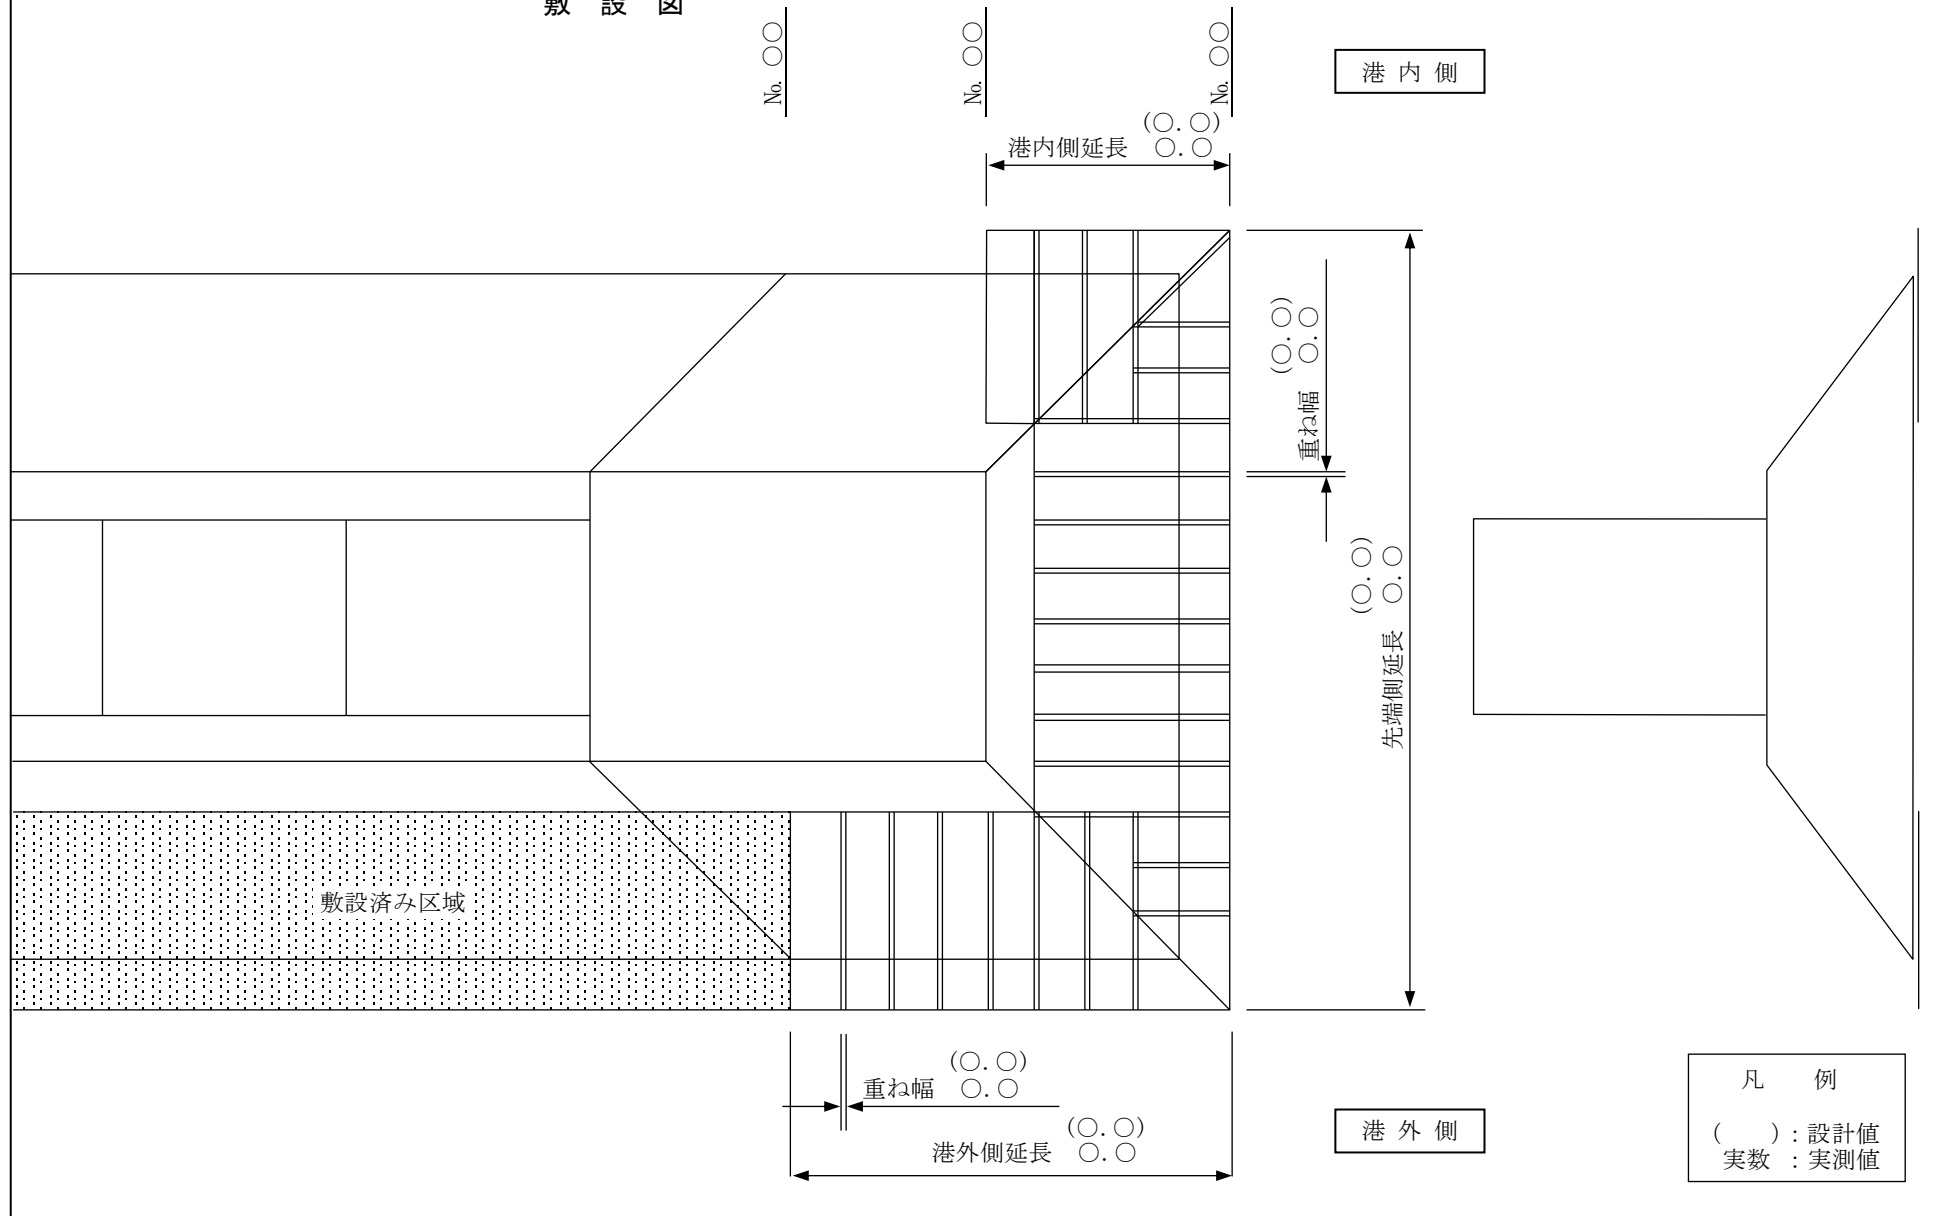 敷 設 図
No. ○○
No. ○○
No. ○○
港 内 側
(○.○)
港内側延長 ○.○
(○.○)
重ね幅 ○.○
(○.○)
先端側延長 ○.○
敷設済み区域
(○.○)
重ね幅 ○.○
(○.○)
港外側延長 ○.○
港 外 側
凡 例
( ):設計値
実数 :実測値